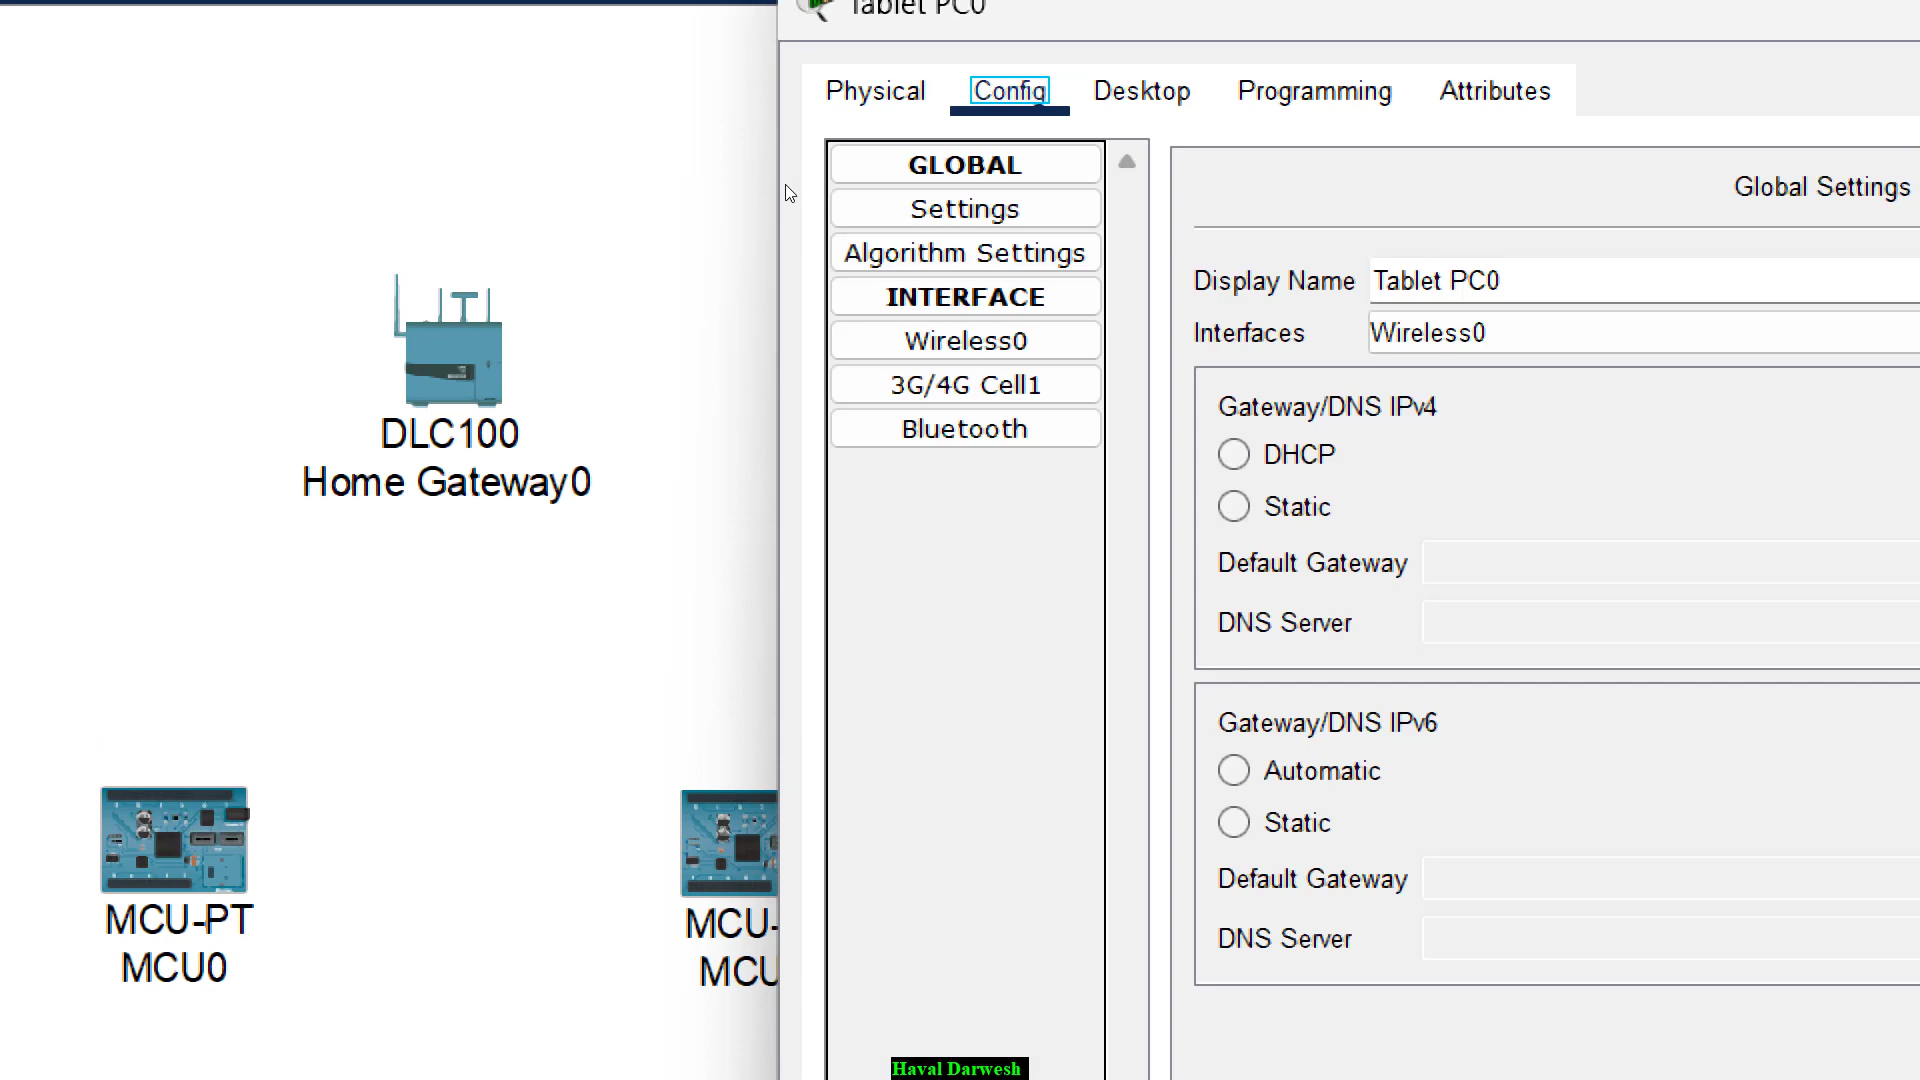 Tablet PC0
Physical
Config
Desktop
Programming
Attributes
GLOBAL
Settings
Algorithm Settings
INTERFACE
Wireless0
3G/4G Cell1
Bluetooth
Global Settings
Display Name
Tablet PC0
Interfaces
Wireless0
Gateway/DNS IPv4
DHCP
Static
Default Gateway
DNS Server
Gateway/DNS IPv6
Automatic
Static
Default Gateway
DNS Server
DLC100
Home Gateway0
MCU-PT
MCU0
MCU-
MCU
Haval Darwesh